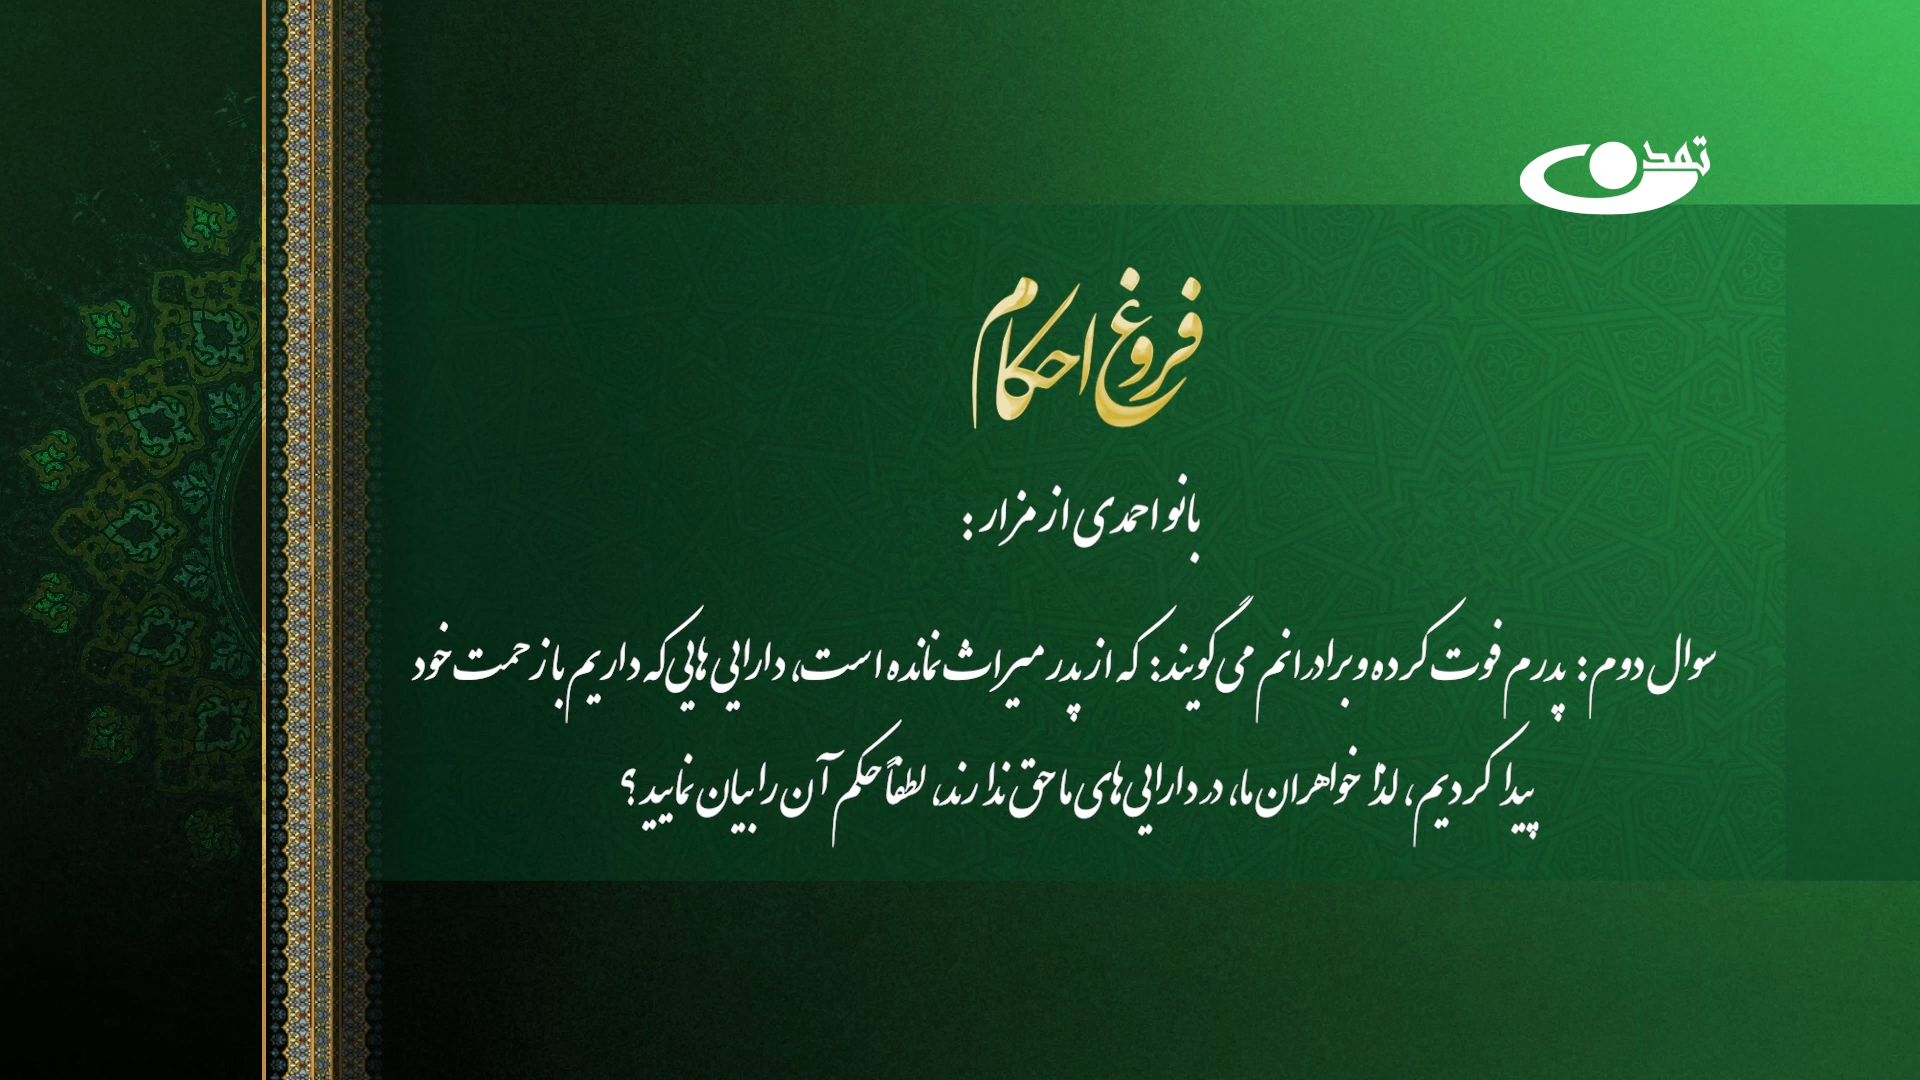 تمدن
فروغ احکام
بانو احمدی از مزار :
سوال دوم : پدرم فوت کرده و برادرانم می گویند: که از پدر میراث نمانده است، دارایی هایی که داریم با زحمت خود
پیدا کردیم، لذا خواهران ما، در دارایی های ما حق ندارند، لطفاً حکم آن را بیان نمایید؟